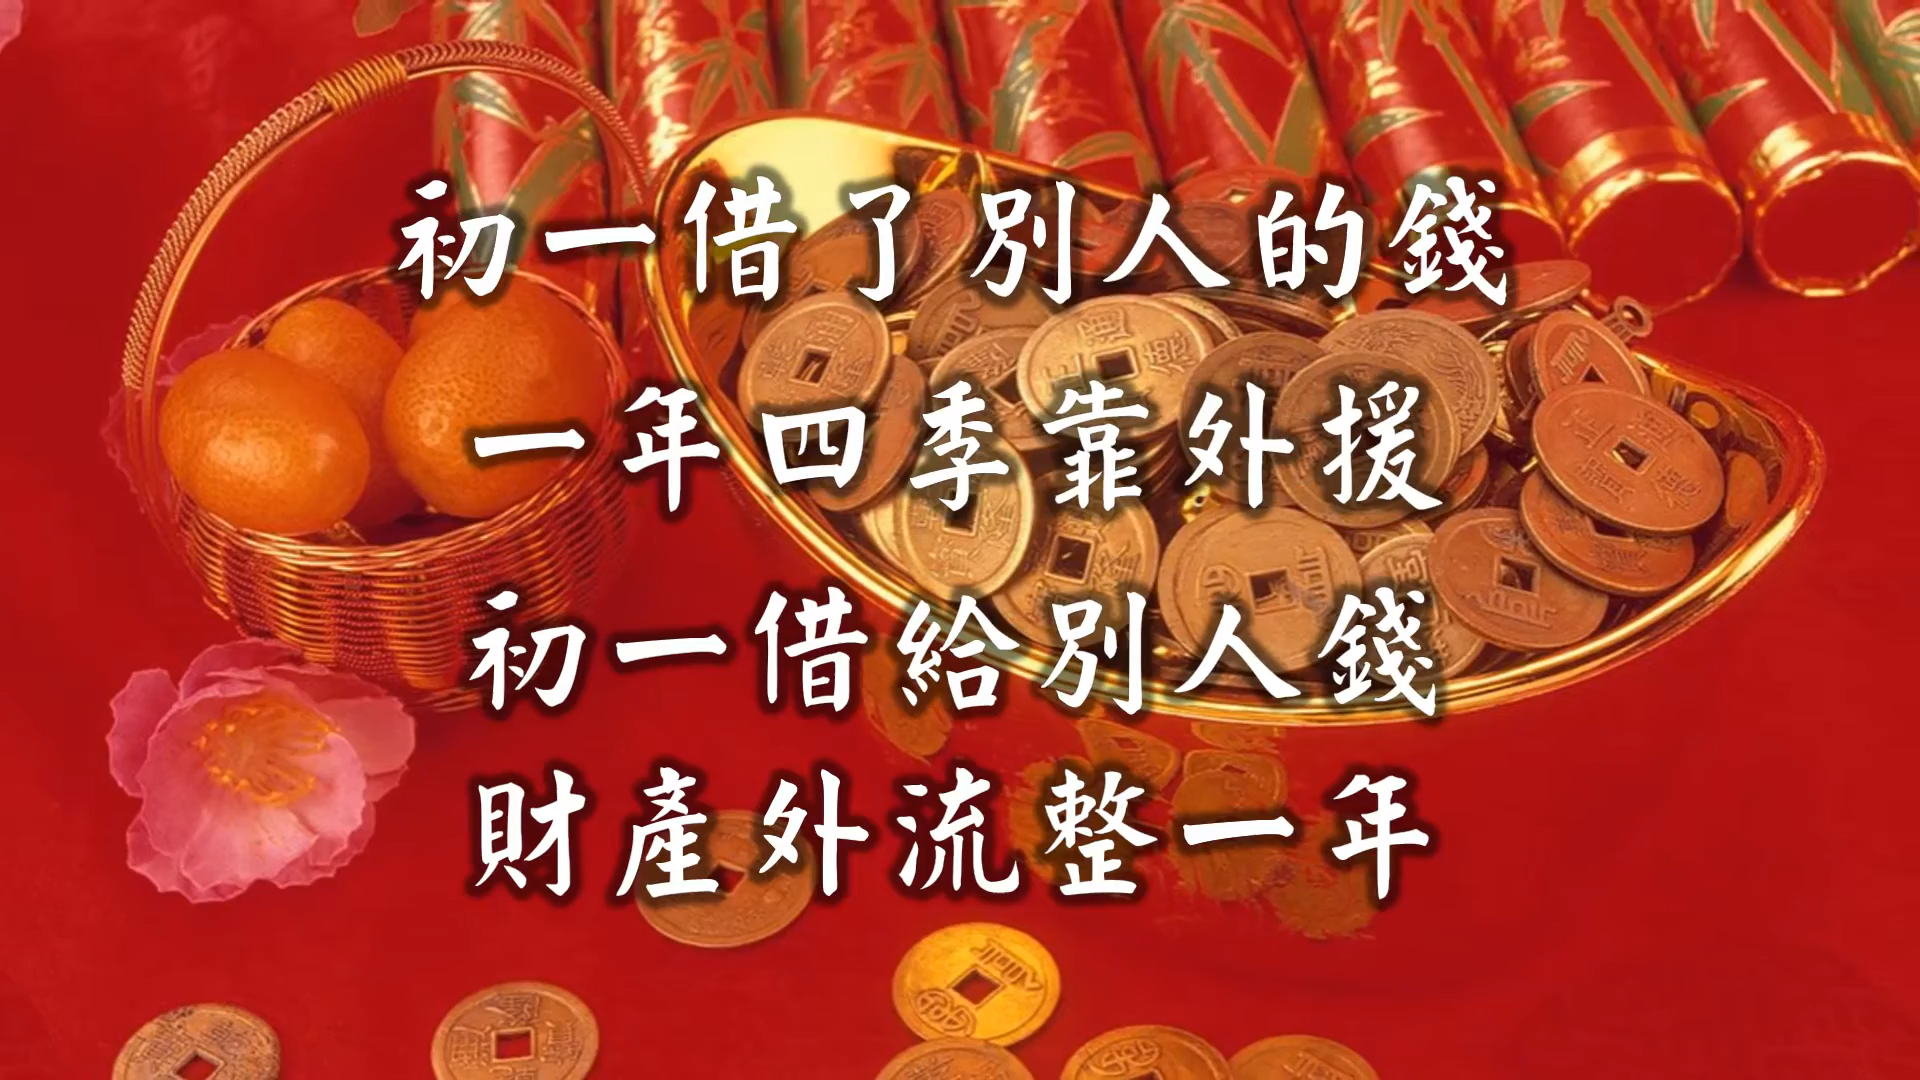 初一借了別人的錢
一年四季靠外援
初一借給別人錢
財產外流整一年